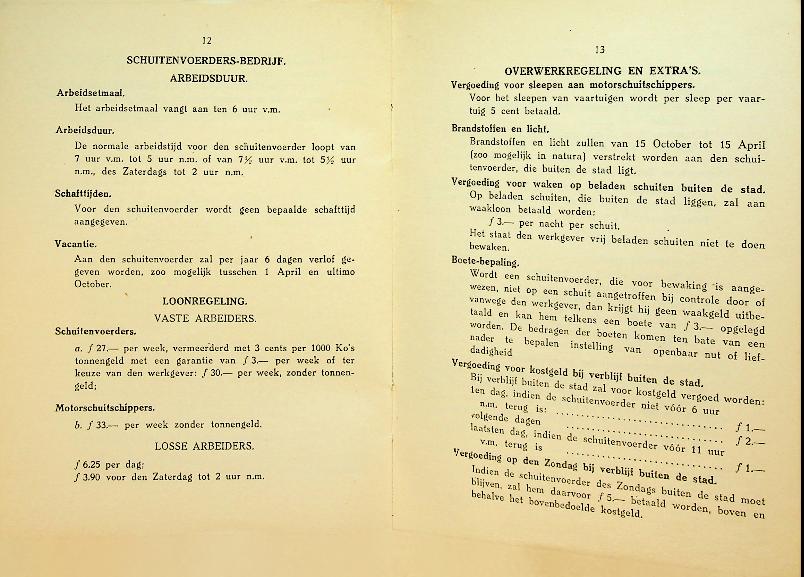 12
SCHUITENVOERDERS-BEDRIJF.
ARBEIDSDUUR.
Arbeidsetmaal.
Het arbeidsetmaal vangt aan ten 6 uur v.m.
Arbeidsduur.
De normale arbeidstijd voor den schuitenvoerder loopt van
7 uur v.m. tot 5 uur n.m. of van 7½ uur v.m. tot 5½ uur
n.m., des Zaterdags tot 2 uur n.m.
Schafttijden.
Voor den schuitenvoerder wordt geen bepaalde schafttijd
aangegeven.
Vacantie.
Aan den schuitenvoerder zal per jaar 6 dagen verlof ge-
geven worden, zoo mogelijk tusschen 1 April en ultimo
October.
LOONREGELING.
VASTE ARBEIDERS.
Schuitenvoerders.
a. ƒ 27.— per week, vermeerderd met 3 cents per 1000 Ko's
tonnengeld met een garantie van ƒ 3.— per week of ter
keuze van den werkgever: ƒ 30.— per week, zonder tonnen-
geld;
Motorschuitschippers.
b. ƒ 33.— per week zonder tonnengeld.
LOSSE ARBEIDERS.
ƒ 6.25 per dag;
ƒ 3.90 voor den Zaterdag tot 2 uur n.m.
13
OVERWERKREGELING EN EXTRA'S.
Vergoeding voor sleepen aan motorschuitschippers.
Voor het sleepen van vaartuigen wordt per sleep per vaar-
tuig 5 cent betaald.
Brandstoffen en licht.
Brandstoffen en licht zullen van 15 October tot 15 April
(zoo mogelijk in natura) verstrekt worden aan den schui-
tenvoerder, die buiten de stad ligt.
Vergoeding voor waken op beladen schuiten buiten de stad.
Op beladen schuiten, die buiten de stad liggen, zal aan
waakloon betaald worden:
ƒ 3.— per nacht per schuit.
Het staat den werkgever vrij beladen schuiten niet te doen
bewaken.
Boete-bepaling.
Wordt een schuitenvoerder, die voor bewaking is aange-
wezen, niet op een schuit aangetroffen bij controle door of
vanwege den werkgever, dan krijgt hij geen waakgeld uitbe-
taald en kan hem telkens een boete van ƒ 3.— opgelegd
worden. De bedragen der boeten komen ten bate van een
nader te bepalen instelling van openbaar nut of lief-
dadigheid
Vergoeding voor kostgeld bij verblijf buiten de stad.
Bij verblijf buiten de stad zal voor kostgeld vergoed worden:
1en dag, indien de schuitenvoerder niet vóór 6 uur
n.m. terug is: .............................. ƒ 1.—
volgende dagen .............................. ƒ 2.—
laatsten dag, indien de schuitenvoerder vóór 11 uur
v.m. terug is .............................. ƒ 1.—
Vergoeding op den Zondag bij verblijf buiten de stad.
Indien de schuitenvoerder des Zondags buiten de stad moet
blijven, zal hem daarvoor ƒ 5.— betaald worden, boven en
behalve het bovenbedoelde kostgeld.